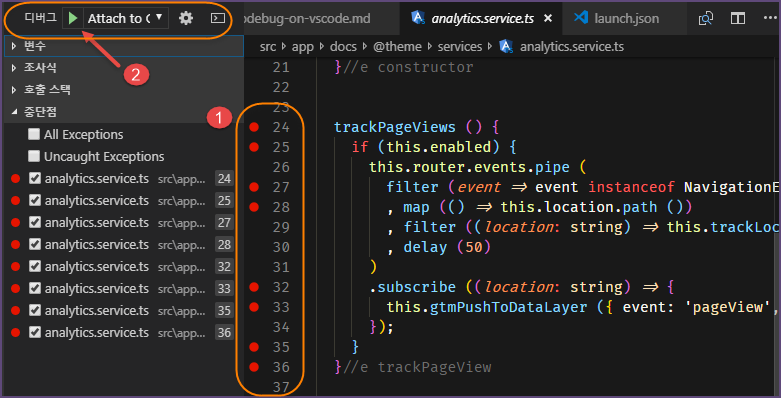 디버그 Attach to C
odebug-on-vscode.md analytics.service.ts launch.json
src › app › docs › @theme › services › analytics.service.ts
변수
조사식
호출 스택
중단점
All Exceptions
Uncaught Exceptions
analytics.service.ts src\app... 24
analytics.service.ts src\app... 25
analytics.service.ts src\app... 27
analytics.service.ts src\app... 28
analytics.service.ts src\app... 32
analytics.service.ts src\app... 33
analytics.service.ts src\app... 35
analytics.service.ts src\app... 36
2
1
21 }//e constructor
22
23
24 trackPageViews () {
25 if (this.enabled) {
26 this.router.events.pipe (
27 filter (event => event instanceof NavigationE
28 , map (() => this.location.path ())
29 , filter ((location: string) => this.trackLoc
30 , delay (50)
31 )
32 .subscribe ((location: string) => {
33 this.gtmPushToDataLayer ({ event: 'pageView',
34 });
35 }
36 }//e trackPageView
37